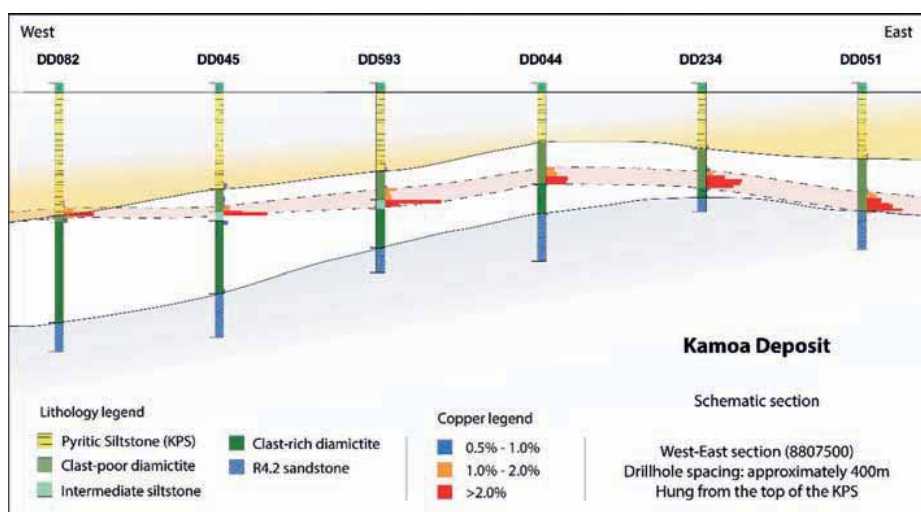 West
East
DD082 DD045 DD593 DD044 DD234 DD051
Kamoa Deposit
Schematic section
West-East section (8807500)
Drillhole spacing: approximately 400m
Hung from the top of the KPS
Lithology legend
Pyritic Siltstone (KPS)
Clast-poor diamictite
Intermediate siltstone
Clast-rich diamictite
R4.2 sandstone
Copper legend
0.5% - 1.0%
1.0% - 2.0%
>2.0%